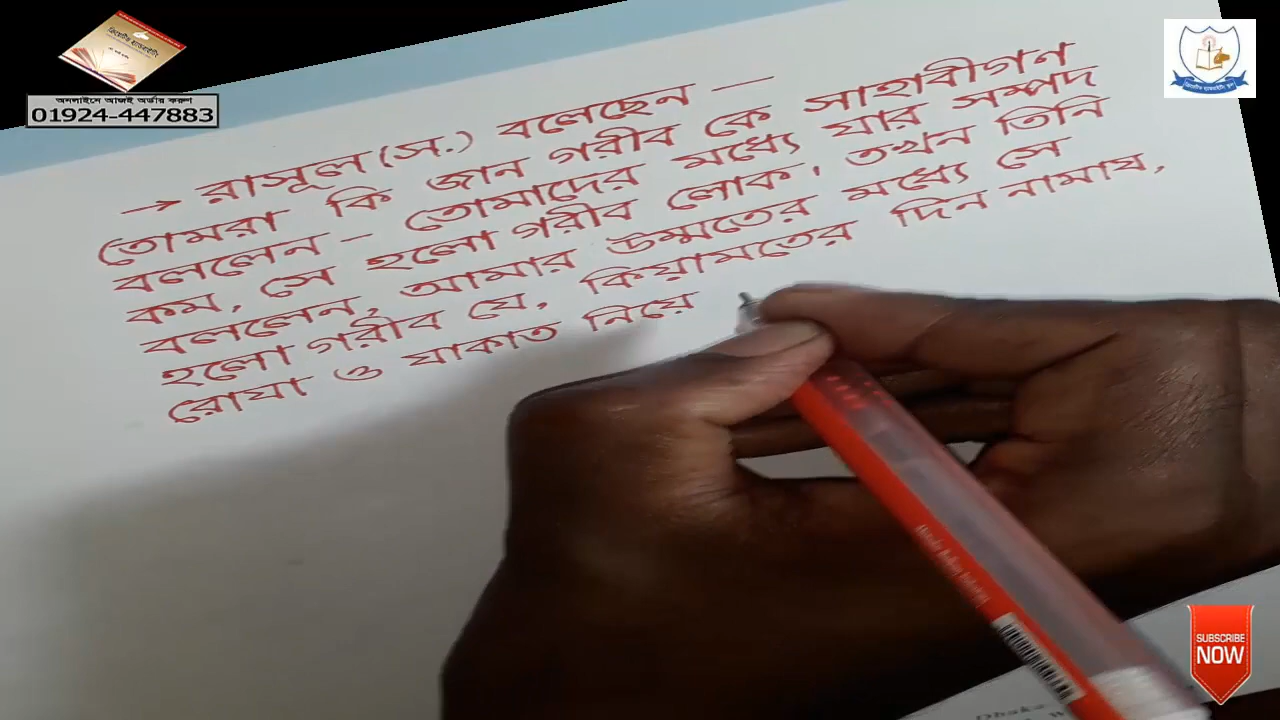 অনলাইনে আজই অর্ডার করুণ
01924-447883
→ রাসূল (স.) বলেছেন —
তোমরা কি জান গরীব কে সাহাবীগন
বললেন - তোমাদের মধ্যে যার সম্পদ
কম, সে হলো গরীব লোক, তখন তিনি
বললেন, আমার উম্মতের মধ্যে সে
হলো গরীব যে, কিয়ামতের দিন নামায,
রোযা ও যাকাত নিয়ে
SUBSCRIBE
NOW